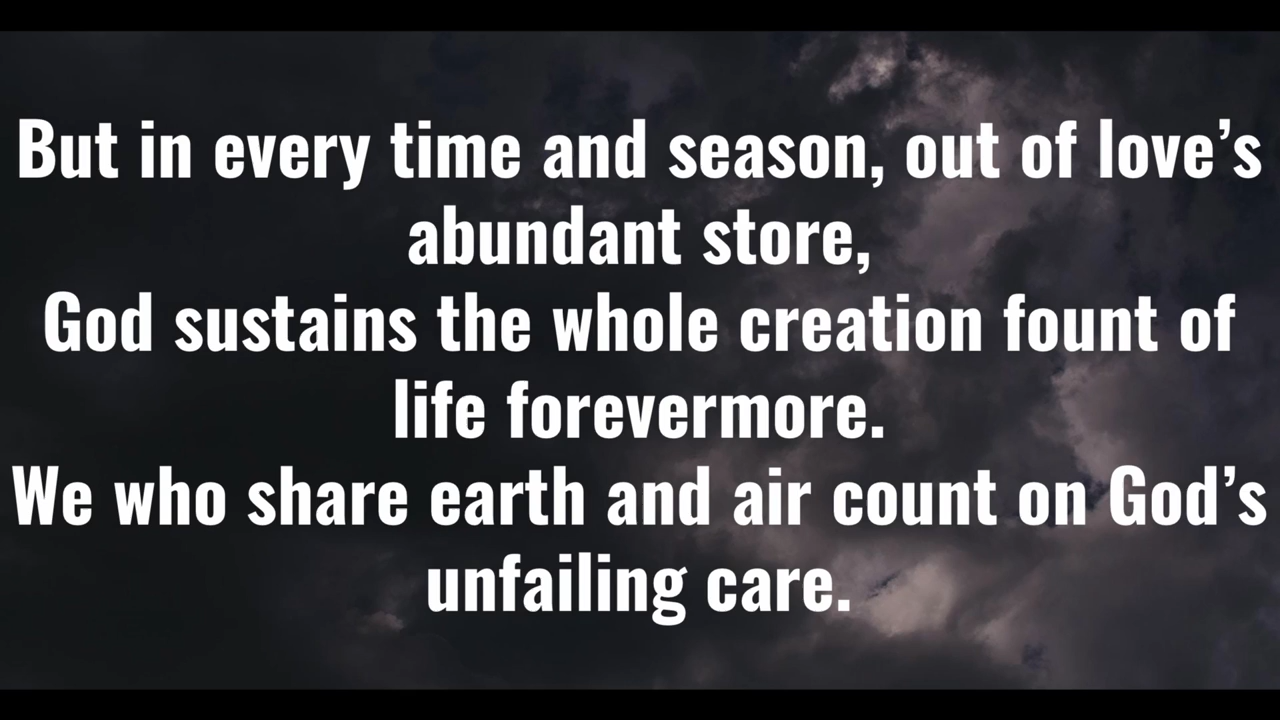 But in every time and season, out of love’s
abundant store,
God sustains the whole creation fount of
life forevermore.
We who share earth and air count on God’s
unfailing care.